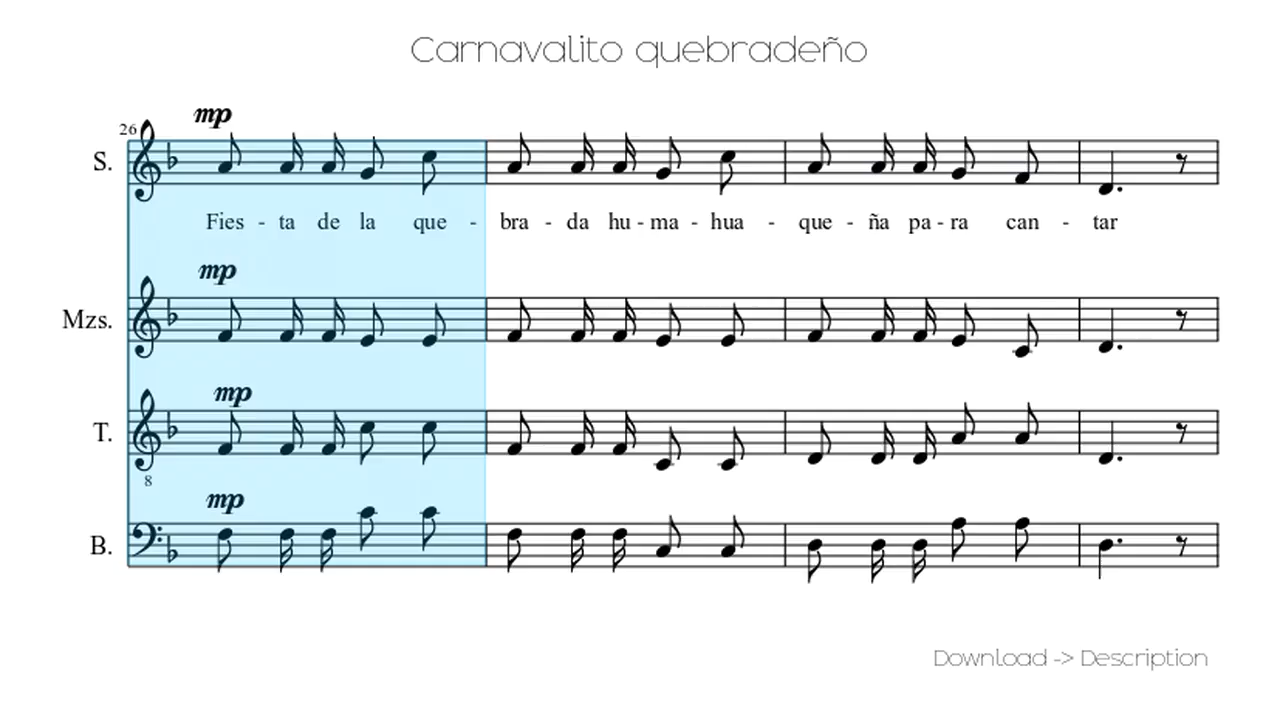 Carnavalito quebradeño
mp
26
S.
Fies - ta de la que - bra - da hu - ma - hua - que - ña pa - ra can - tar
mp
Mzs.
mp
T.
8
mp
B.
Download -> Description